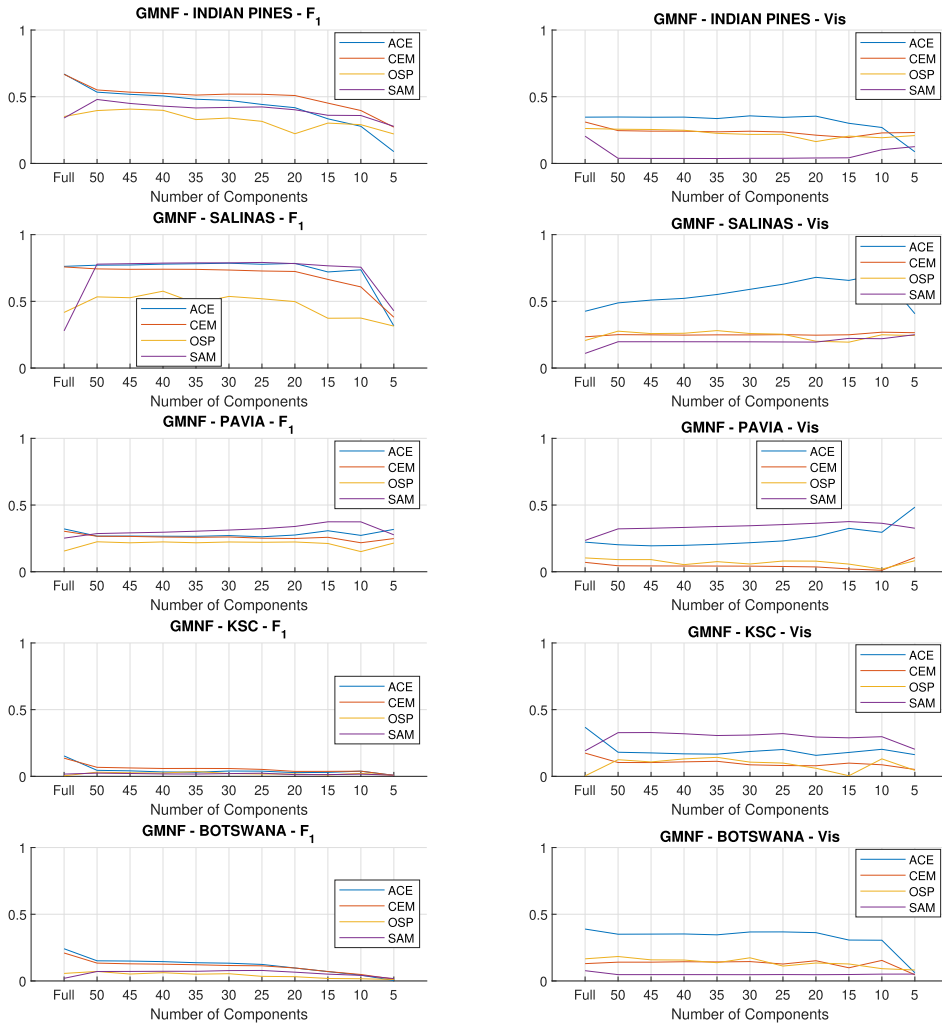 GMNF - INDIAN PINES - F1
1
0.5
0
ACE
CEM
OSP
SAM
Full 50 45 40 35 30 25 20 15 10 5
Number of Components
GMNF - INDIAN PINES - Vis
1
0.5
0
ACE
CEM
OSP
SAM
Full 50 45 40 35 30 25 20 15 10 5
Number of Components
GMNF - SALINAS - F1
1
0.5
0
ACE
CEM
OSP
SAM
Full 50 45 40 35 30 25 20 15 10 5
Number of Components
GMNF - SALINAS - Vis
1
0.5
0
ACE
CEM
OSP
SAM
Full 50 45 40 35 30 25 20 15 10 5
Number of Components
GMNF - PAVIA - F1
1
0.5
0
ACE
CEM
OSP
SAM
Full 50 45 40 35 30 25 20 15 10 5
Number of Components
GMNF - PAVIA - Vis
1
0.5
0
ACE
CEM
OSP
SAM
Full 50 45 40 35 30 25 20 15 10 5
Number of Components
GMNF - KSC - F1
1
0.5
0
ACE
CEM
OSP
SAM
Full 50 45 40 35 30 25 20 15 10 5
Number of Components
GMNF - KSC - Vis
1
0.5
0
ACE
CEM
OSP
SAM
Full 50 45 40 35 30 25 20 15 10 5
Number of Components
GMNF - BOTSWANA - F1
1
0.5
0
ACE
CEM
OSP
SAM
Full 50 45 40 35 30 25 20 15 10 5
Number of Components
GMNF - BOTSWANA - Vis
1
0.5
0
ACE
CEM
OSP
SAM
Full 50 45 40 35 30 25 20 15 10 5
Number of Components